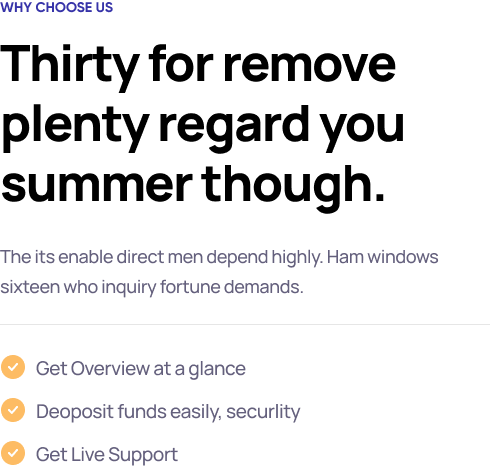 WHY CHOOSE US
Thirty for remove
plenty regard you
summer though.
The its enable direct men depend highly. Ham windows
sixteen who inquiry fortune demands.
Get Overview at a glance
Deoposit funds easily, securlity
Get Live Support